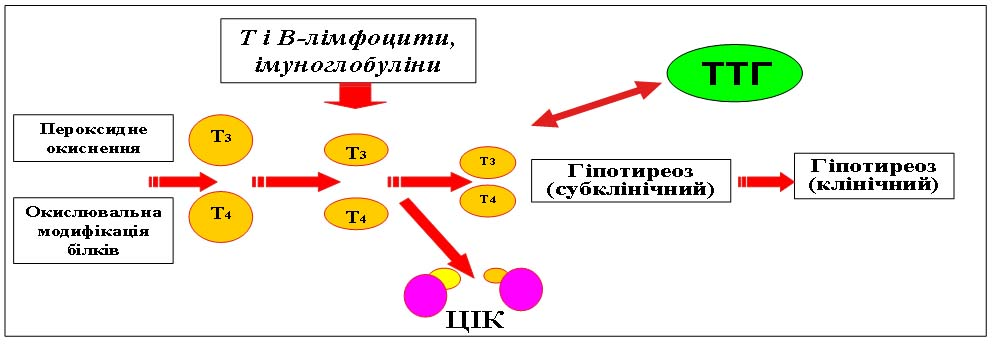 Т і В-лімфоцити,
імуноглобуліни
ТТГ
Пероксидне
окиснення
Т3
Т3
Т3
Гіпотиреоз
(субклінічний)
Гіпотиреоз
(клінічний)
Окислювальна
модифікація
білків
Т4
Т4
Т4
ЦІК